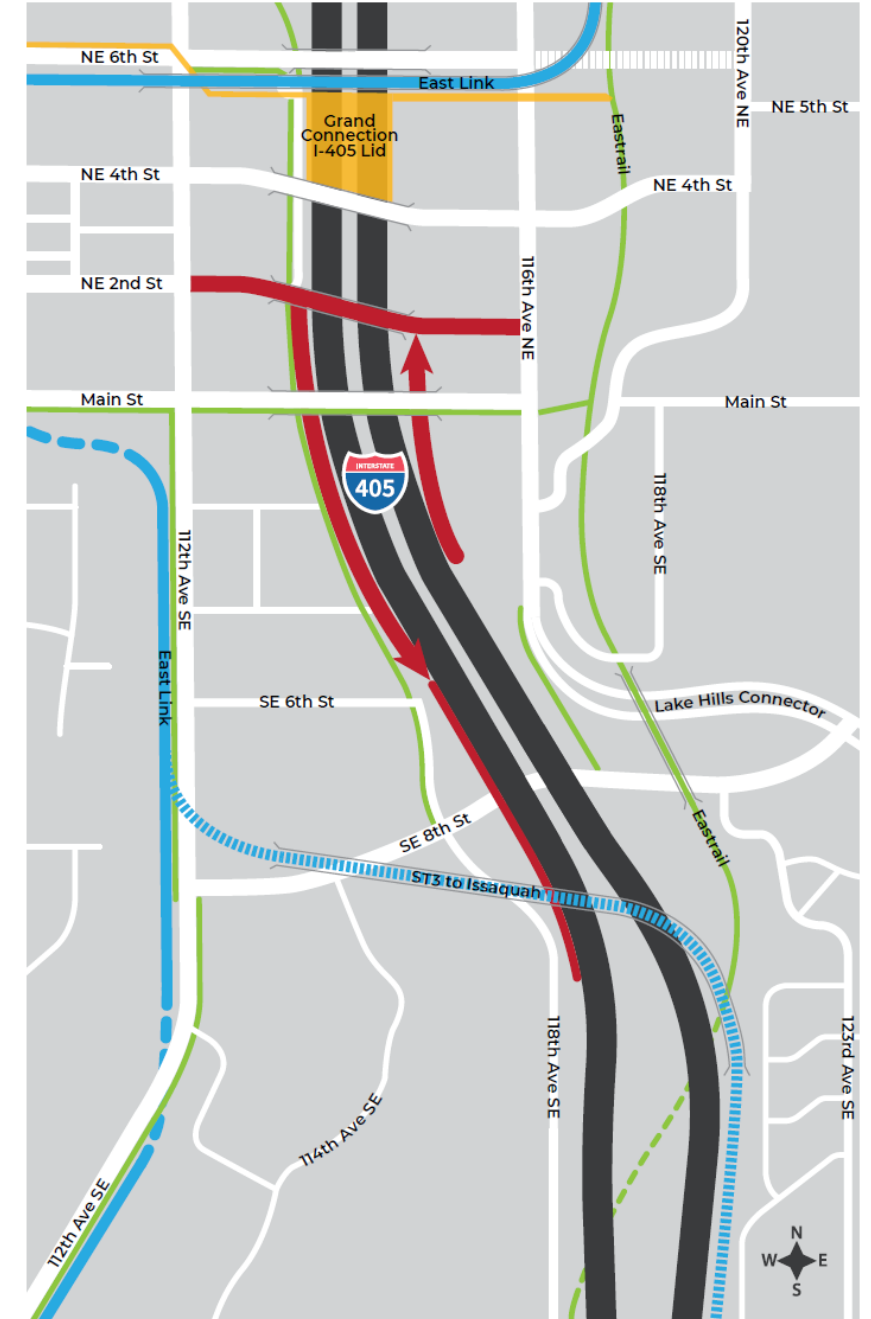 NE 6th St
East Link
120th Ave NE
NE 5th St
Grand
Connection
I-405 Lid
Eastrail
NE 4th St
NE 4th St
NE 2nd St
116th Ave NE
Main St
Main St
INTERSTATE
405
118th Ave SE
112th Ave SE
East Link
SE 6th St
Lake Hills Connector
SE 8th St
Eastrail
ST3 to Issaquah
118th Ave SE
123rd Ave SE
114th Ave SE
112th Ave SE
N
W E
S